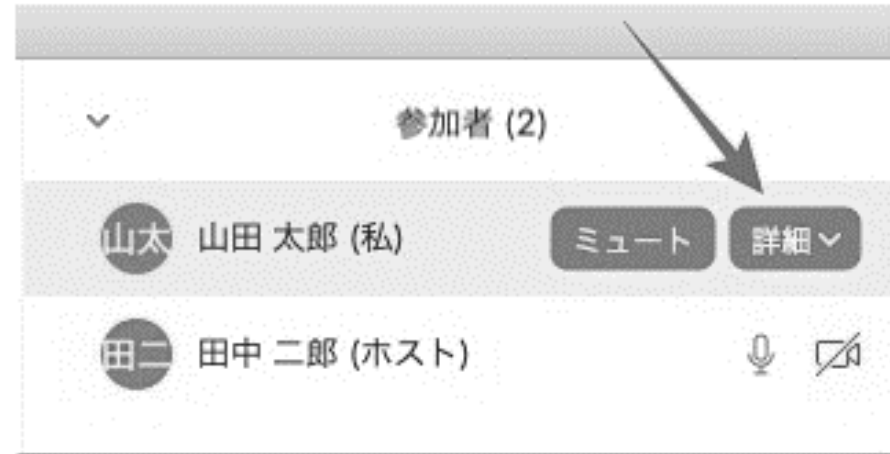 参加者 (2)
山太 山田 太郎 (私) ミュート 詳細
田二 田中 二郎 (ホスト)